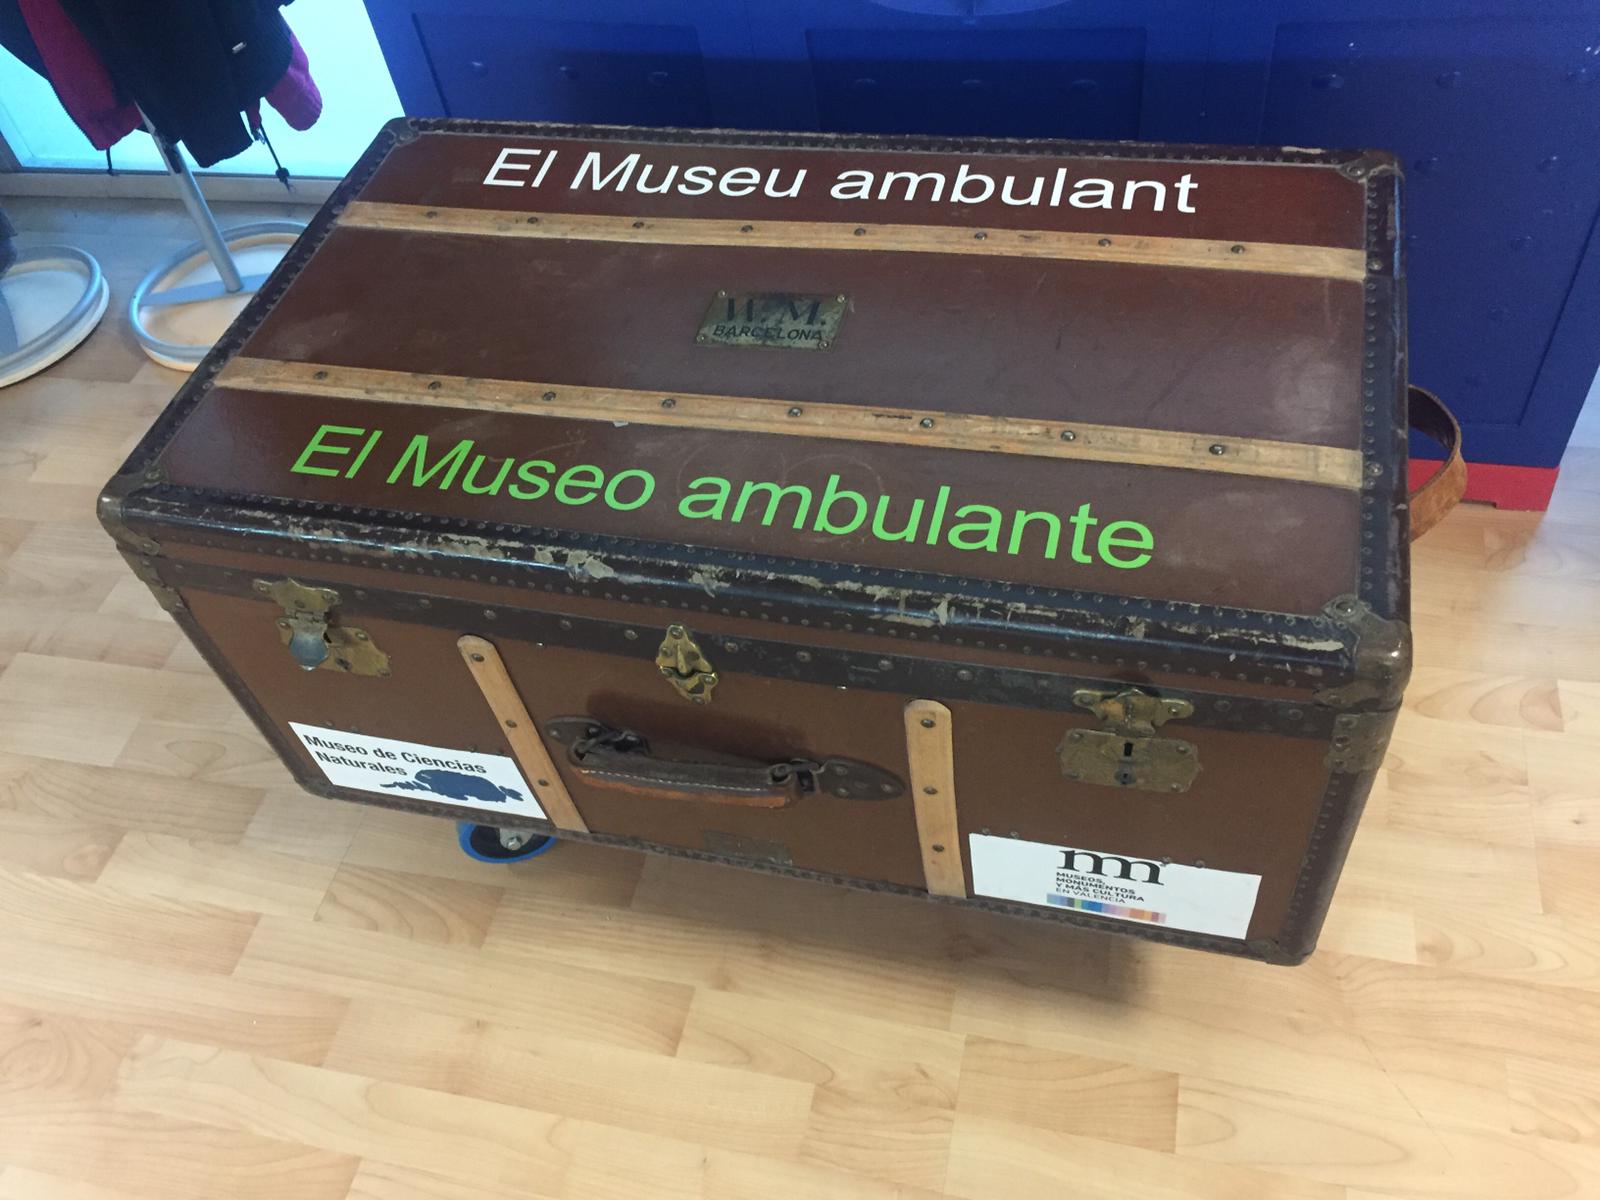 El Museu ambulant
W. M.
BARCELONA
El Museo ambulante
Museo de Ciencias
Naturales
mm
MUSEOS,
MONUMENTOS
Y MÁS CULTURA
EN VALENCIA